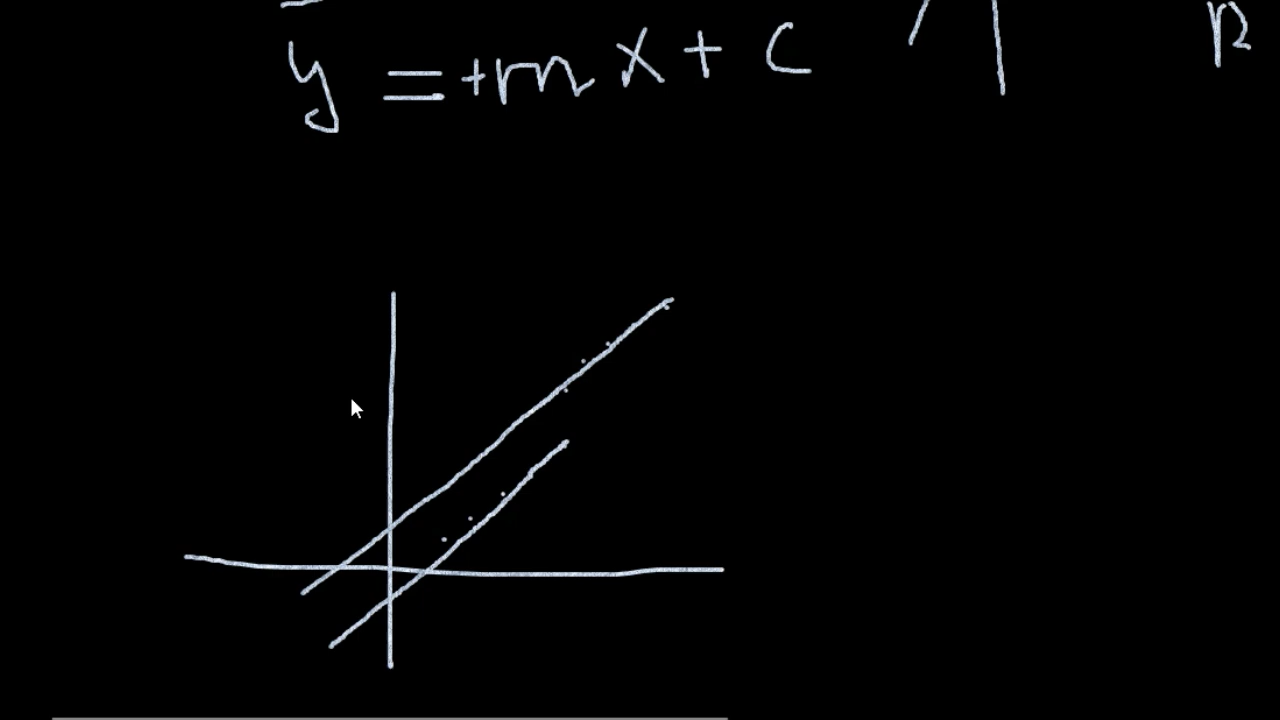 y = +mx + c